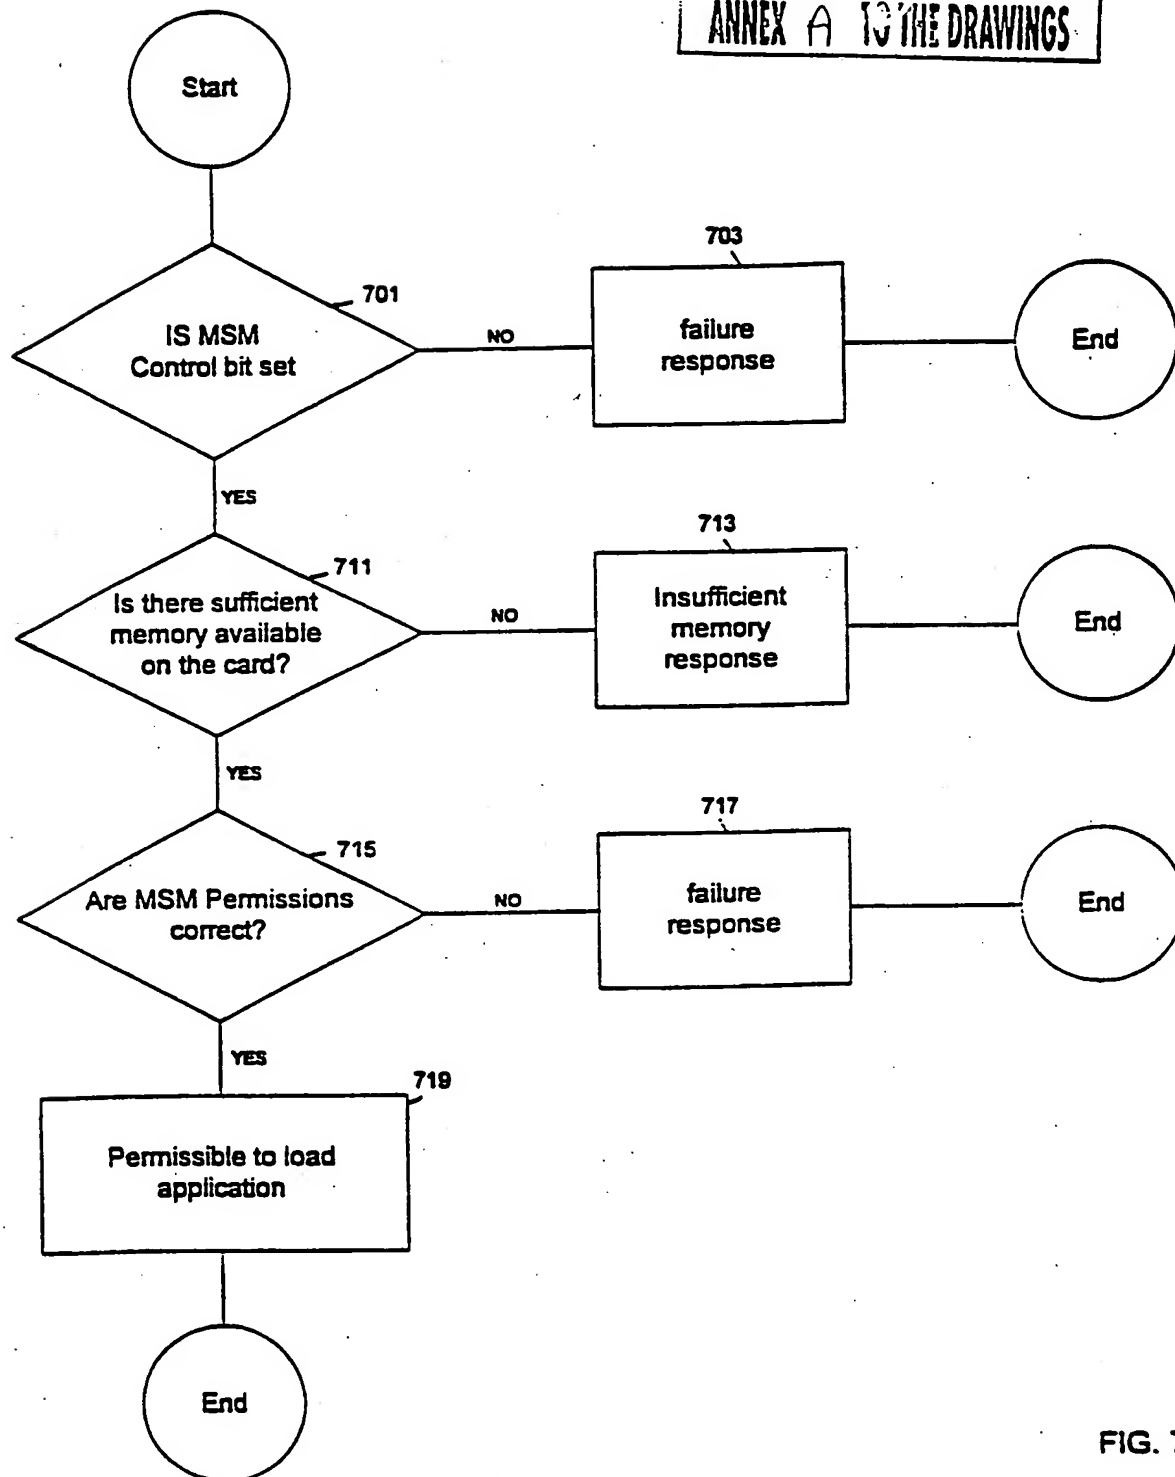 ANNEX A TO THE DRAWINGS
Start
703
701
IS MSM
Control bit set
NO
failure
response
End
YES
713
711
Is there sufficient
memory available
on the card?
NO
Insufficient
memory
response
End
YES
717
715
Are MSM Permissions
correct?
NO
failure
response
End
YES
719
Permissible to load
application
End
FIG.